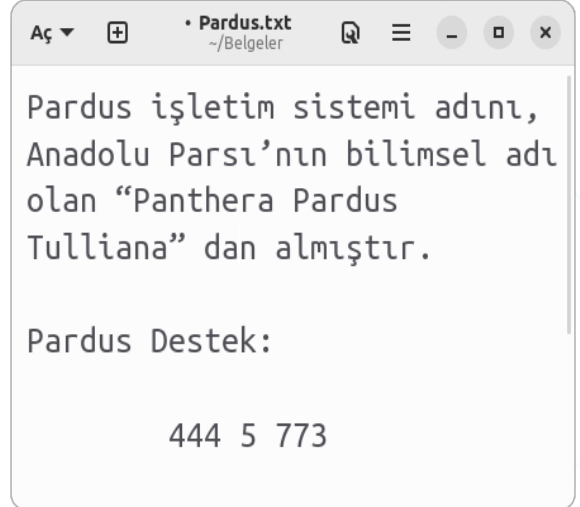 Aç
• Pardus.txt
~/Belgeler
Pardus işletim sistemi adını,
Anadolu Parsı’nın bilimsel adı
olan “Panthera Pardus
Tulliana” dan almıştır.
Pardus Destek:
444 5 773